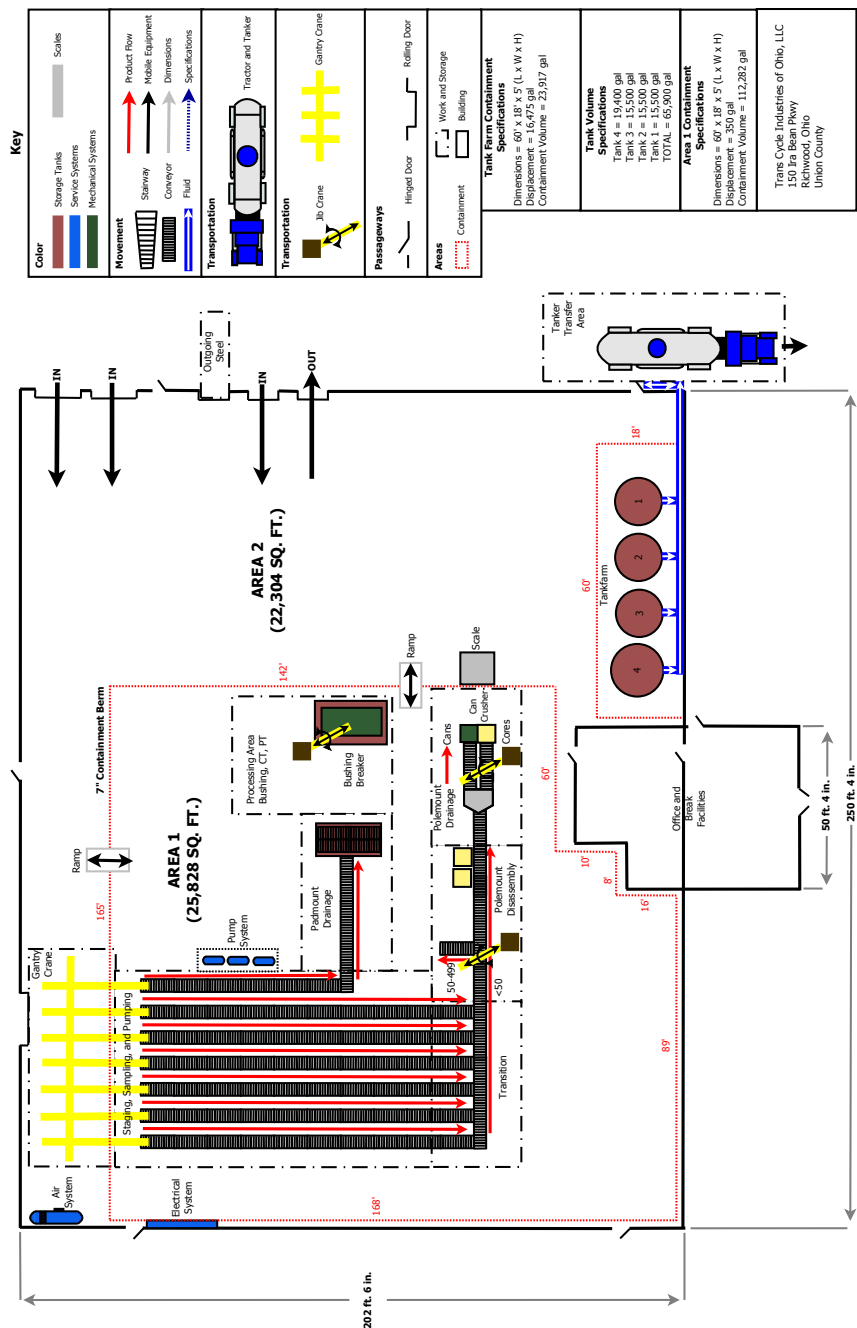 Key
Color
Storage Tanks
Service Systems
Mechanical Systems
Scales
Movement
Stairway
Conveyor
Fluid
Product Flow
Mobile Equipment
Dimensions
Specifications
Transportation
Tractor and Tanker
Transportation
Jib Crane
Gantry Crane
Passageways
Hinged Door
Rolling Door
Areas
Containment
Work and Storage
Building
Tank Farm Containment
Specifications
Dimensions = 60' x 18' x 5' (L x W x H)
Displacement = 16,475 gal
Containment Volume = 23,917 gal
Tank Volume
Specifications
Tank 4 = 19,400 gal
Tank 3 = 15,500 gal
Tank 2 = 15,500 gal
Tank 1 = 15,500 gal
TOTAL = 65,900 gal
Area 1 Containment
Specifications
Dimensions = 60' x 18' x 5' (L x W x H)
Displacement = 350 gal
Containment Volume = 112,282 gal
Trans Cycle Industries of Ohio, LLC
150 Ira Bean Pkwy
Richwood, Ohio
Union County
IN
IN
Outgoing
Steel
IN
OUT
Tanker
Transfer
Area
AREA 2
(22,304 SQ. FT.)
18'
60'
Tankfarm
1
2
3
4
7" Containment Berm
142'
Ramp
Scale
Ramp
165'
AREA 1
(25,828 SQ. FT.)
Processing Area
Bushing, CT, PT
Bushing
Breaker
Polemount
Drainage
Cans
Can
Crusher
Cores
60'
Padmount
Drainage
Polemount
Disassembly
10'
8'
16'
Office and
Break
Facilities
Gantry
Crane
Pump
System
50-499
<50
Staging, Sampling, and Pumping
Transition
89'
Air
System
Electrical
System
168'
50 ft. 4 in.
250 ft. 4 in.
202 ft. 6 in.